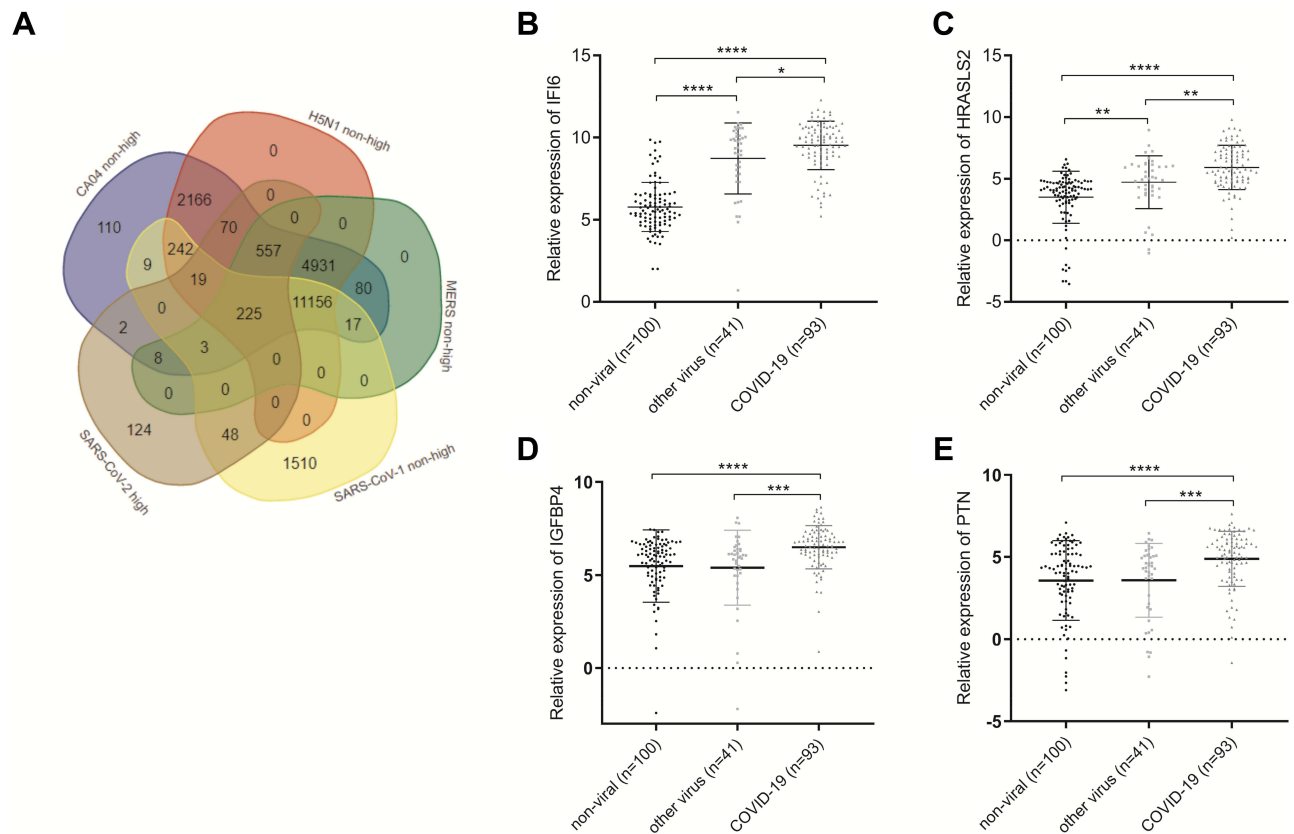 A
H5N1 non-high
CA04 non-high
MERS non-high
SARS-CoV-1 non-high
SARS-CoV-2 high
0
2166
0
110
70
0
0
242
557
0
9
4931
19
80
0
225
11156
17
2
3
8
0
0
0
0
0
0
124
48
0
1510
B
Relative expression of IFI6
15
10
5
0
****
****
*
non-viral (n=100)
other virus (n=41)
COVID-19 (n=93)
C
Relative expression of HRASLS2
15
10
5
0
-5
****
**
**
non-viral (n=100)
other virus (n=41)
COVID-19 (n=93)
D
Relative expression of IGFBP4
10
5
0
****
***
non-viral (n=100)
other virus (n=41)
COVID-19 (n=93)
E
Relative expression of PTN
10
5
0
-5
****
***
non-viral (n=100)
other virus (n=41)
COVID-19 (n=93)